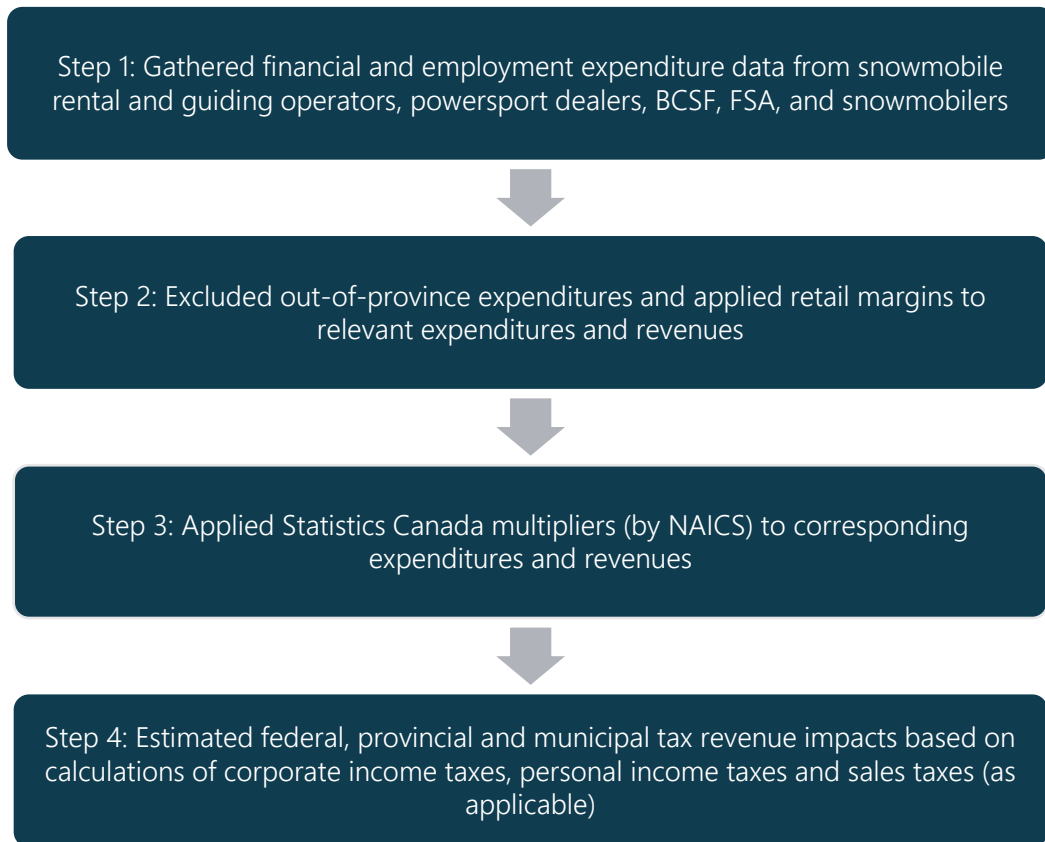 Step 1: Gathered financial and employment expenditure data from snowmobile
rental and guiding operators, powersport dealers, BCSF, FSA, and snowmobilers
Step 2: Excluded out-of-province expenditures and applied retail margins to
relevant expenditures and revenues
Step 3: Applied Statistics Canada multipliers (by NAICS) to corresponding
expenditures and revenues
Step 4: Estimated federal, provincial and municipal tax revenue impacts based on
calculations of corporate income taxes, personal income taxes and sales taxes (as
applicable)